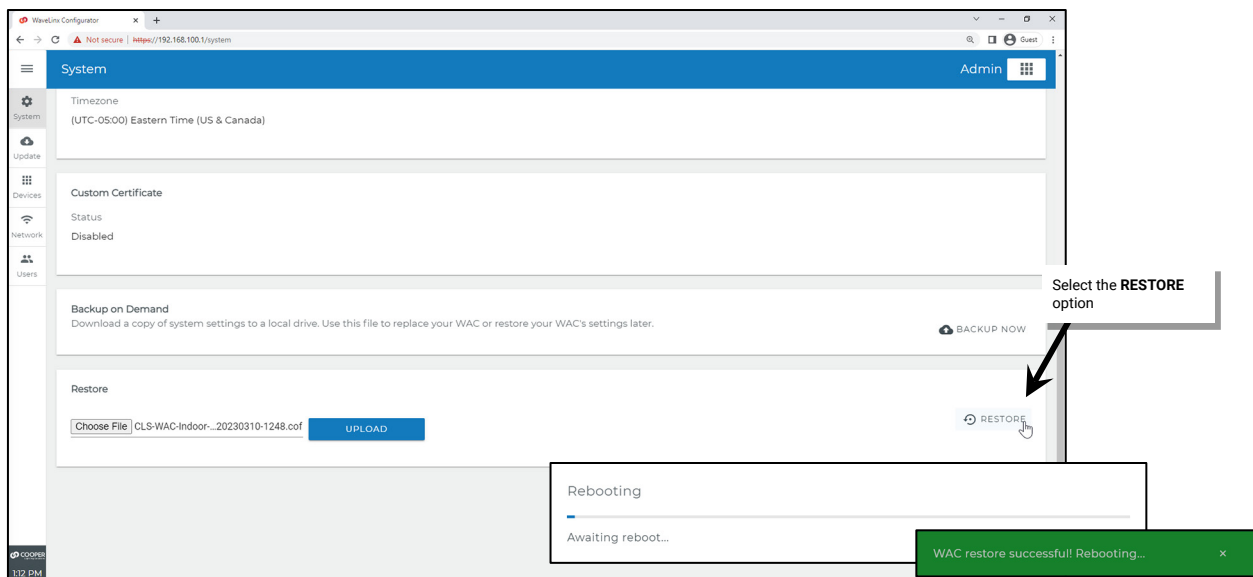 WaveLinx Configurator
Not secure | https://192.168.100.1/system
Guest
System
Admin
System
Update
Devices
Network
Users
Timezone
(UTC-05:00) Eastern Time (US & Canada)
Custom Certificate
Status
Disabled
Select the RESTORE
option
Backup on Demand
Download a copy of system settings to a local drive. Use this file to replace your WAC or restore your WAC's settings later.
BACKUP NOW
Restore
Choose File CLS-WAC-Indoor-...20230310-1248.cof
UPLOAD
RESTORE
Rebooting
Awaiting reboot...
WAC restore successful! Rebooting...
COOPER
1:12 PM